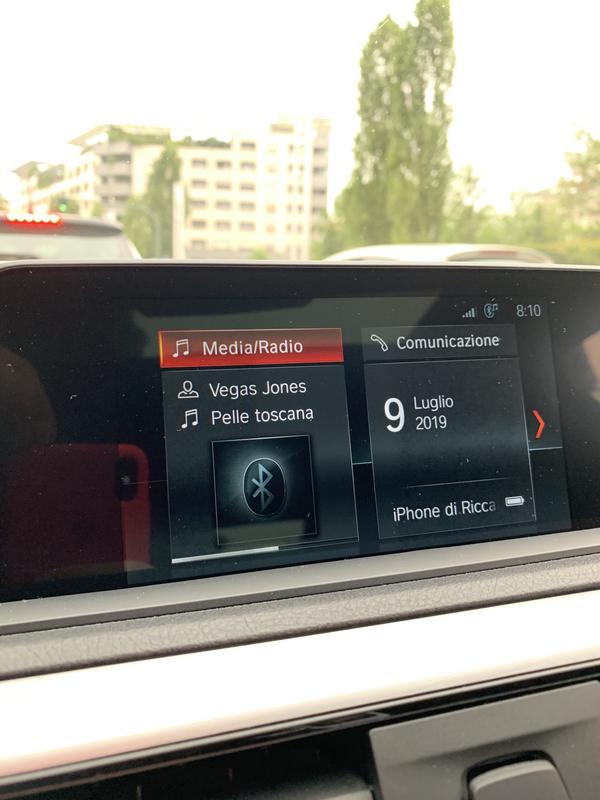 8:10
Media/Radio
Vegas Jones
Pelle toscana
Comunicazione
9
Luglio
2019
iPhone di Ricca